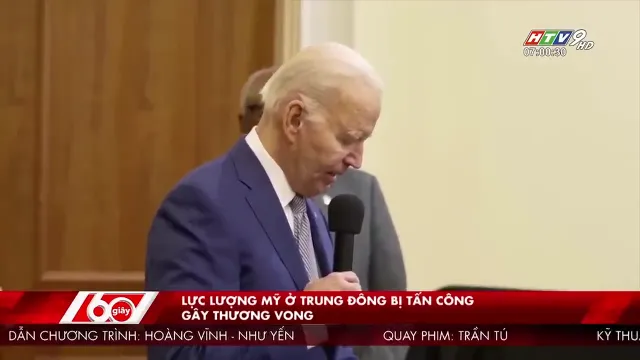 HTV9 HD
07:00:30
60 giây
LỰC LƯỢNG MỸ Ở TRUNG ĐÔNG BỊ TẤN CÔNG
GÂY THƯƠNG VONG
DẪN CHƯƠNG TRÌNH: HOÀNG VĨNH - NHƯ YẾN QUAY PHIM: TRẦN TÚ KỸ THU